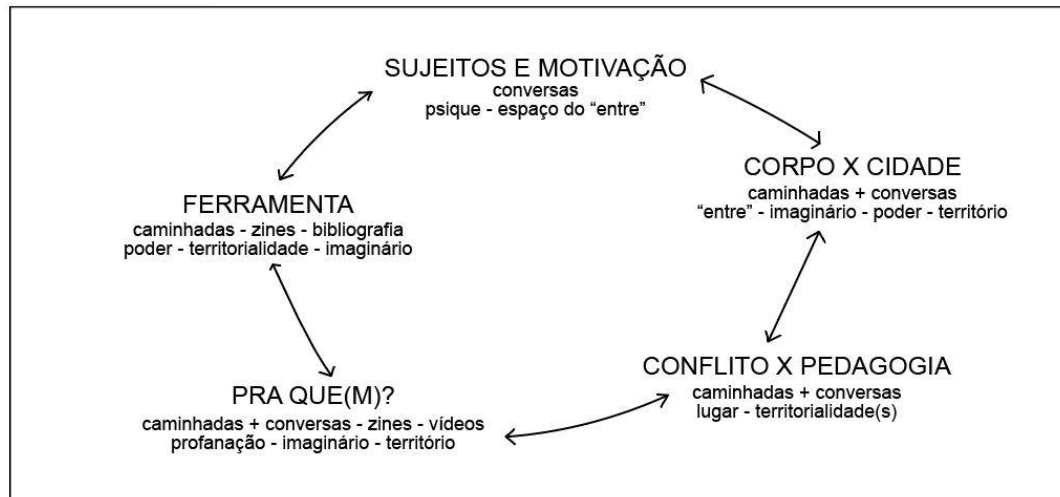 SUJEITOS E MOTIVAÇÃO
conversas
psique - espaço do “entre”
CORPO X CIDADE
caminhadas + conversas
“entre” - imaginário - poder - território
FERRAMENTA
caminhadas - zines - bibliografia
poder - territorialidade - imaginário
CONFLITO X PEDAGOGIA
caminhadas + conversas
lugar - territorialidade(s)
PRA QUE(M)?
caminhadas + conversas - zines - vídeos
profanação - imaginário - território